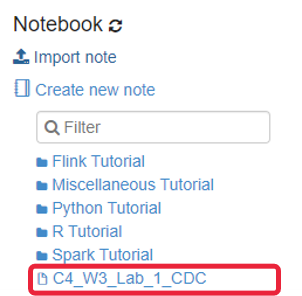 Notebook
Import note
Create new note
Filter
Flink Tutorial
Miscellaneous Tutorial
Python Tutorial
R Tutorial
Spark Tutorial
C4_W3_Lab_1_CDC